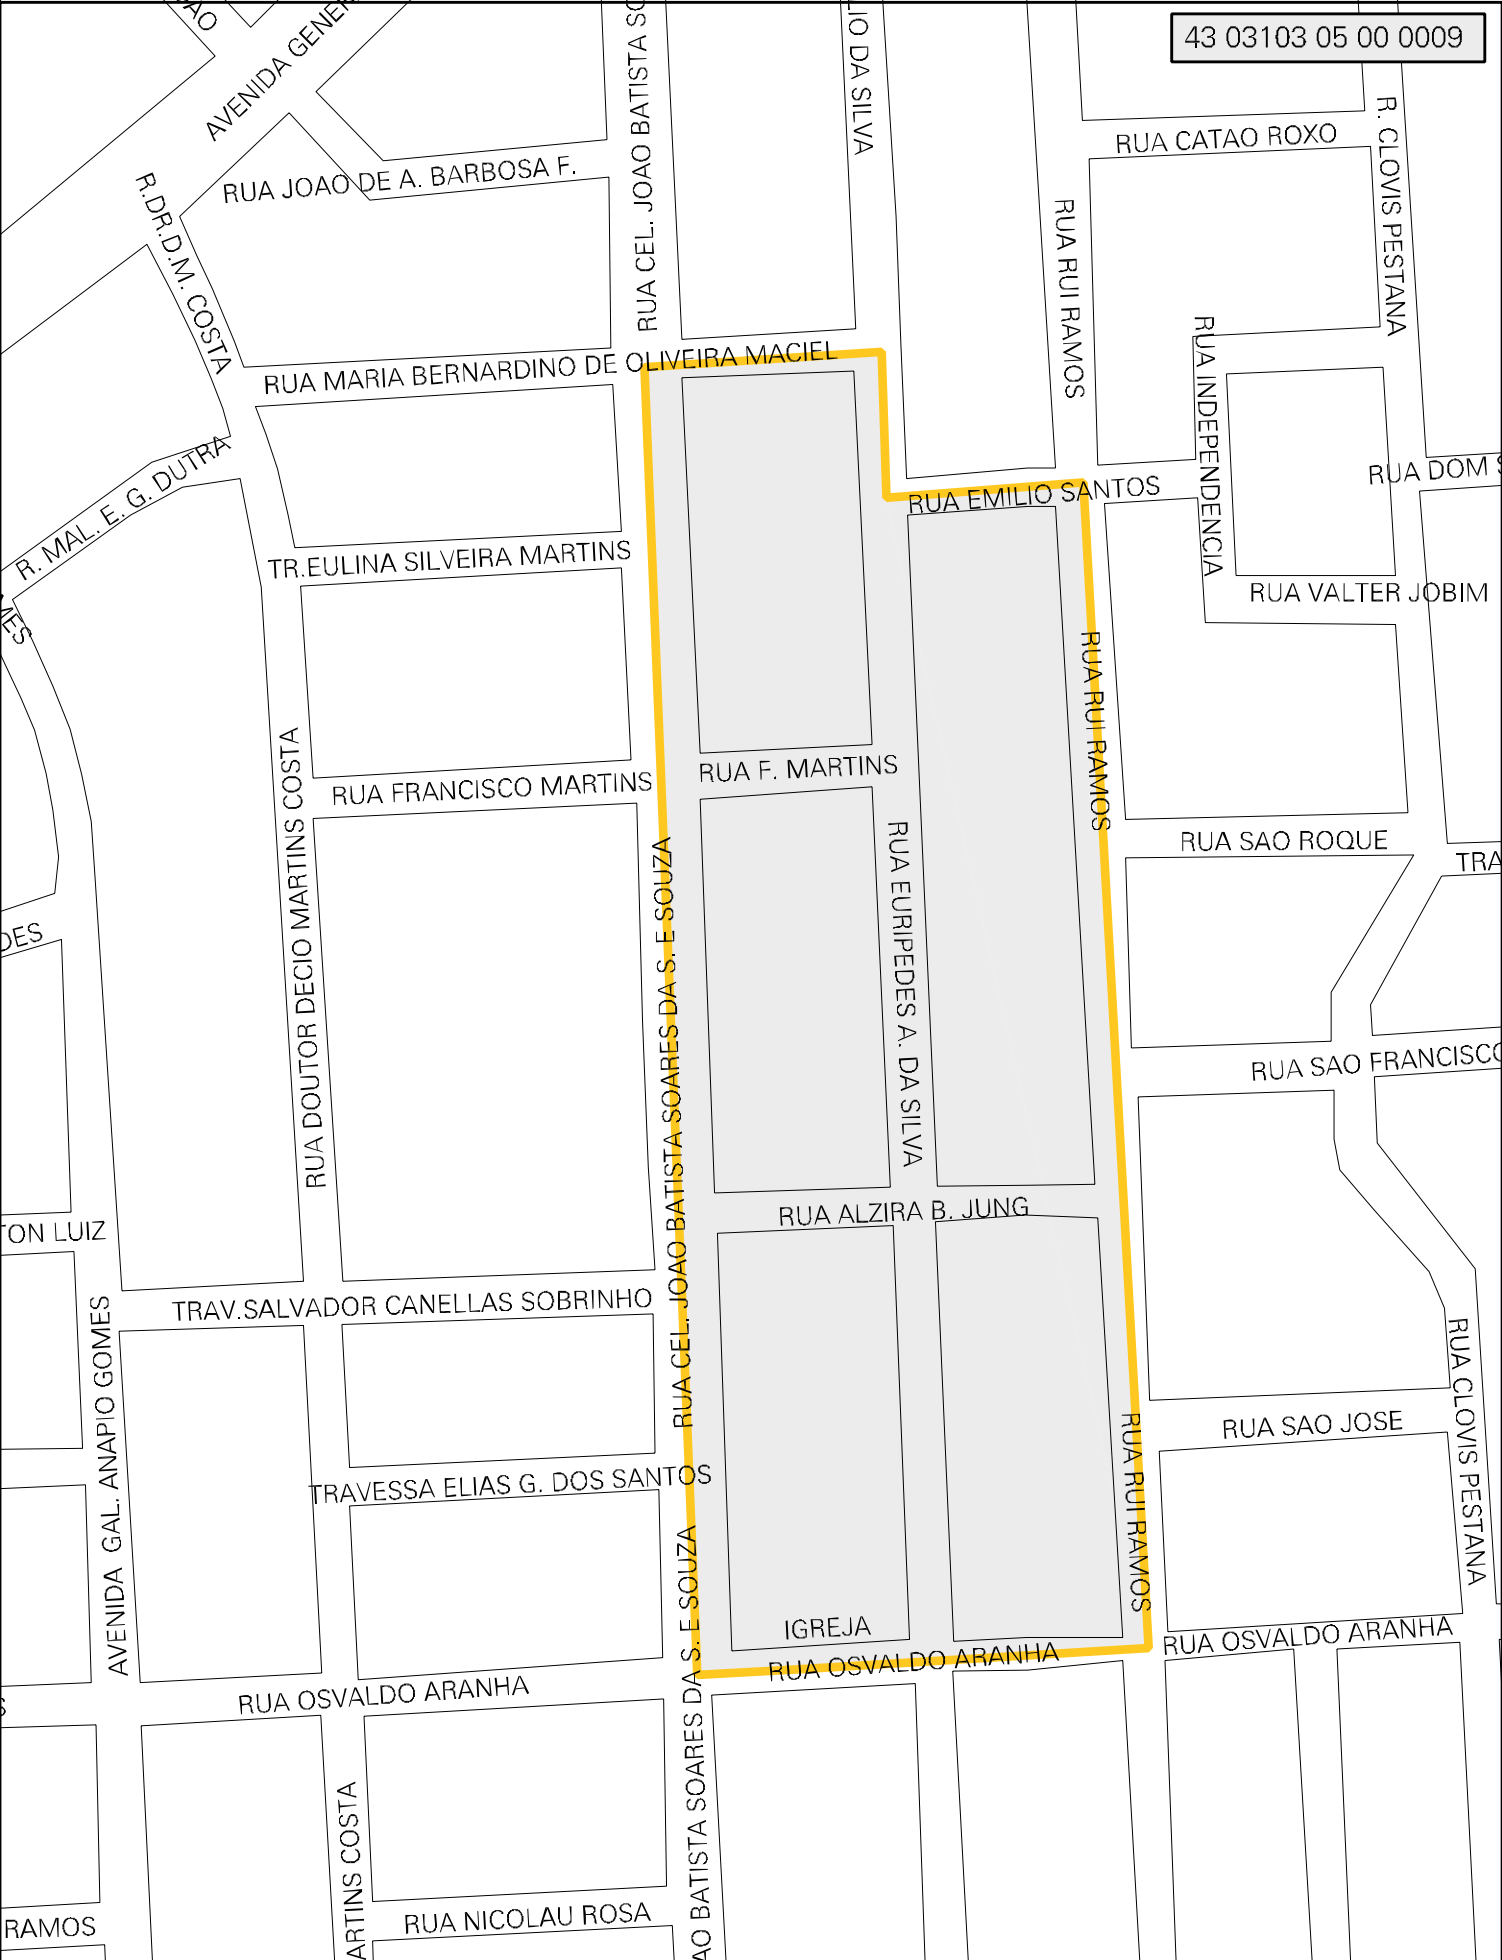 43 03103 05 00 0009
AVENIDA GENER
RUA CEL. JOAO BATISTA SO
LIO DA SILVA
R. CLOVIS PESTANA
RUA CATAO ROXO
RUA JOAO DE A. BARBOSA F.
R.DR.D.M. COSTA
RUA RUI RAMOS
RUA MARIA BERNARDINO DE OLIVEIRA MACIEL
RUA INDEPENDENCIA
R. MAL. E. G. DUTRA
RUA DOM S
RUA EMILIO SANTOS
TR.EULINA SILVEIRA MARTINS
RUA VALTER JOBIM
MES
RUA RUI RAMOS
RUA F. MARTINS
RUA FRANCISCO MARTINS
RUA DOUTOR DECIO MARTINS COSTA
RUA SAO ROQUE
TRA
RUA CEL. JOAO BATISTA SOARES DA S. E SOUZA
RUA EURIPEDES A. DA SILVA
DES
RUA SAO FRANCISCO
RUA ALZIRA B. JUNG
TON LUIZ
TRAV.SALVADOR CANELLAS SOBRINHO
AVENIDA GAL. ANAPIO GOMES
RUA CLOVIS PESTANA
RUA SAO JOSE
RUA RUI RAMOS
TRAVESSA ELIAS G. DOS SANTOS
IGREJA
RUA OSVALDO ARANHA
RUA OSVALDO ARANHA
RUA OSVALDO ARANHA
AO BATISTA SOARES DA S. E SOUZA
ARTINS COSTA
RUA NICOLAU ROSA
RAMOS